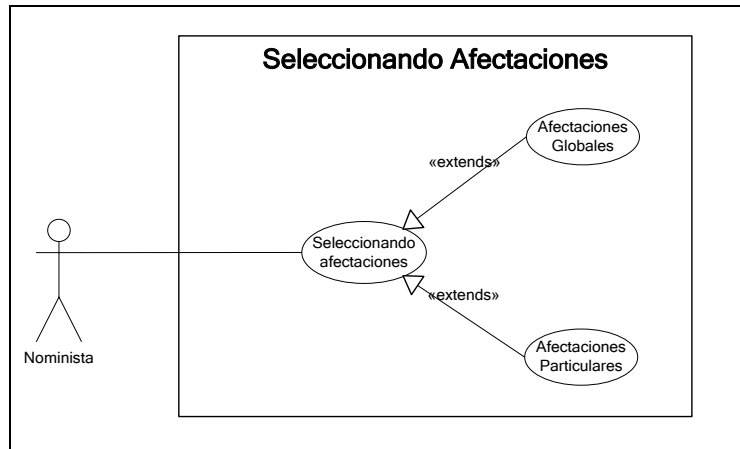 Seleccionando Afectaciones
Afectaciones
Globales
«extends»
Seleccionando
afectaciones
«extends»
Afectaciones
Particulares
Nominista